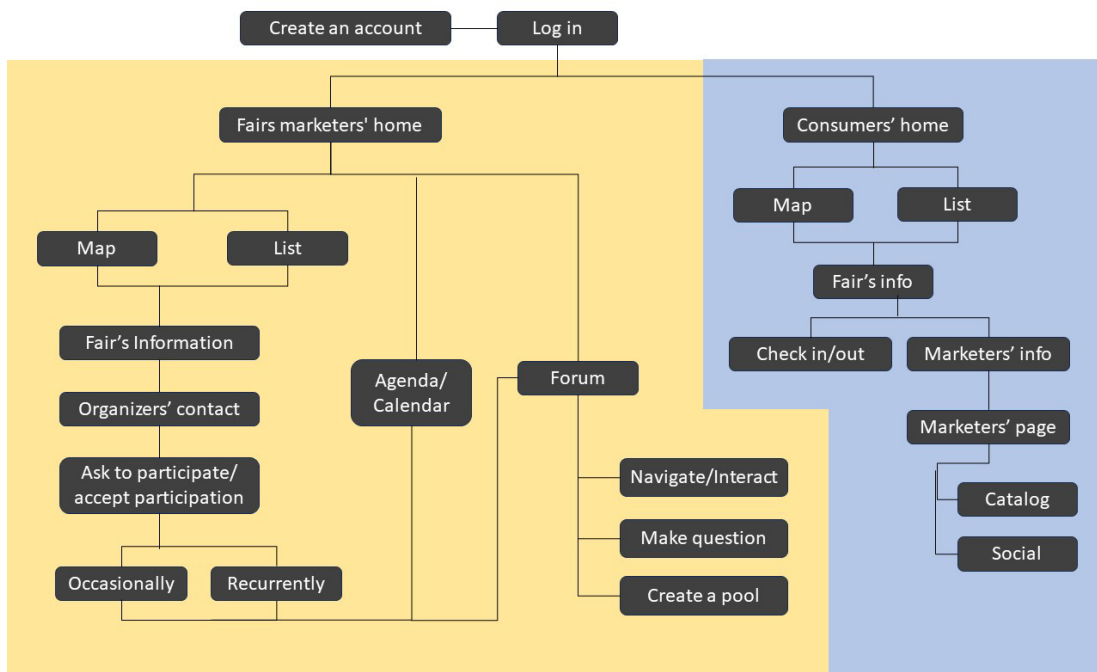 Create an account
Log in
Fairs marketers' home
Consumers’ home
Map
List
Map
List
Fair’s info
Fair’s Information
Check in/out
Marketers’ info
Agenda/
Calendar
Forum
Organizers’ contact
Marketers’ page
Ask to participate/
accept participation
Navigate/Interact
Catalog
Make question
Social
Occasionally
Recurrently
Create a pool